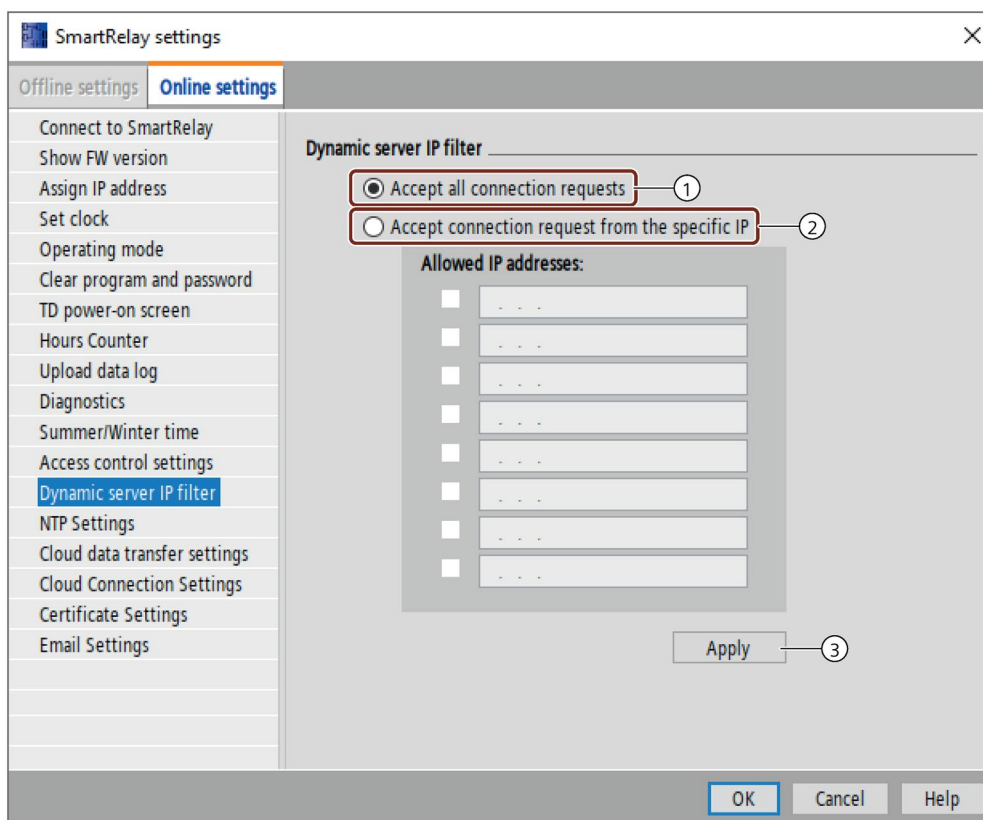 SmartRelay settings
Offline settings
Online settings
Connect to SmartRelay
Show FW version
Assign IP address
Set clock
Operating mode
Clear program and password
TD power-on screen
Hours Counter
Upload data log
Diagnostics
Summer/Winter time
Access control settings
Dynamic server IP filter
NTP Settings
Cloud data transfer settings
Cloud Connection Settings
Certificate Settings
Email Settings
Dynamic server IP filter
Accept all connection requests
1
Accept connection request from the specific IP
2
Allowed IP addresses:
. . .
. . .
. . .
. . .
. . .
. . .
. . .
. . .
Apply
3
OK
Cancel
Help